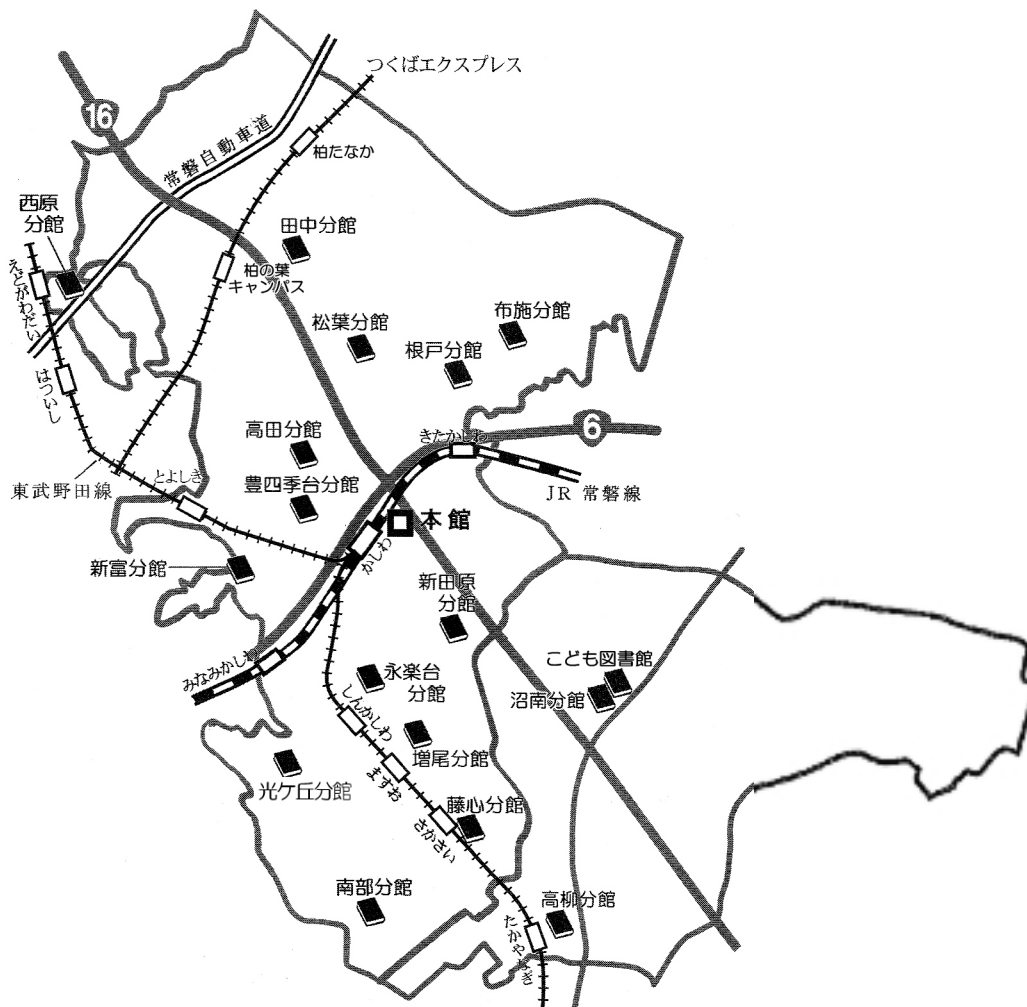 つくばエクスプレス
16
常磐自動車道
柏たなか
西原
分館
田中分館
えどがわだい
柏の葉
キャンパス
松葉分館
布施分館
根戸分館
はついし
高田分館
きたかしわ
6
東武野田線
とよしき
豊四季台分館
JR 常磐線
本館
かしわ
新富分館
新田原
分館
みなみかしわ
永楽台
分館
こども図書館
沼南分館
しんかしわ
増尾分館
光ケ丘分館
ますお
藤心分館
さかさい
南部分館
高柳分館
たかやなぎ